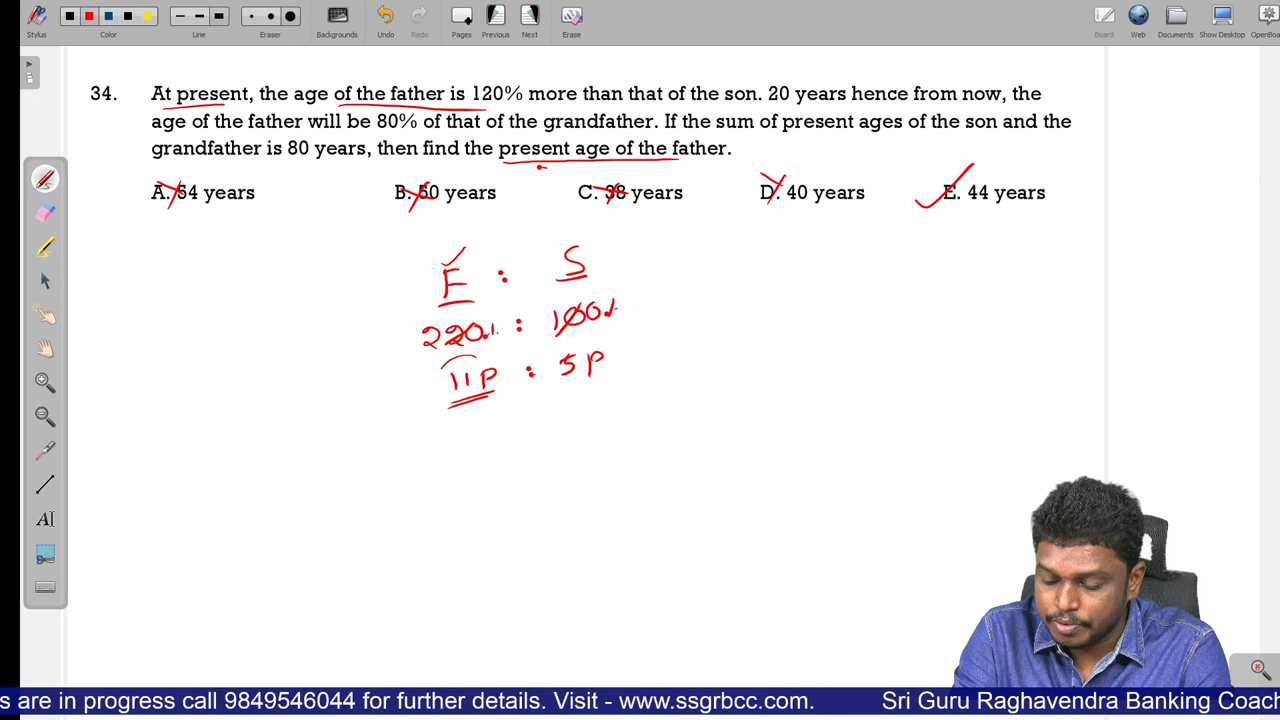 Stylus Color Line Eraser Backgrounds Undo Redo Pages Previous Next Erase Board Web Documents Show Desktop OpenBoa
34. At present, the age of the father is 120% more than that of the son. 20 years hence from now, the
age of the father will be 80% of that of the grandfather. If the sum of present ages of the son and the
grandfather is 80 years, then find the present age of the father.
A. 54 years B. 50 years C. 38 years D. 40 years E. 44 years
F : S
220% : 100%
11P : 5P
s are in progress call 9849546044 for further details. Visit - www.ssgrbcc.com. Sri Guru Raghavendra Banking Coach